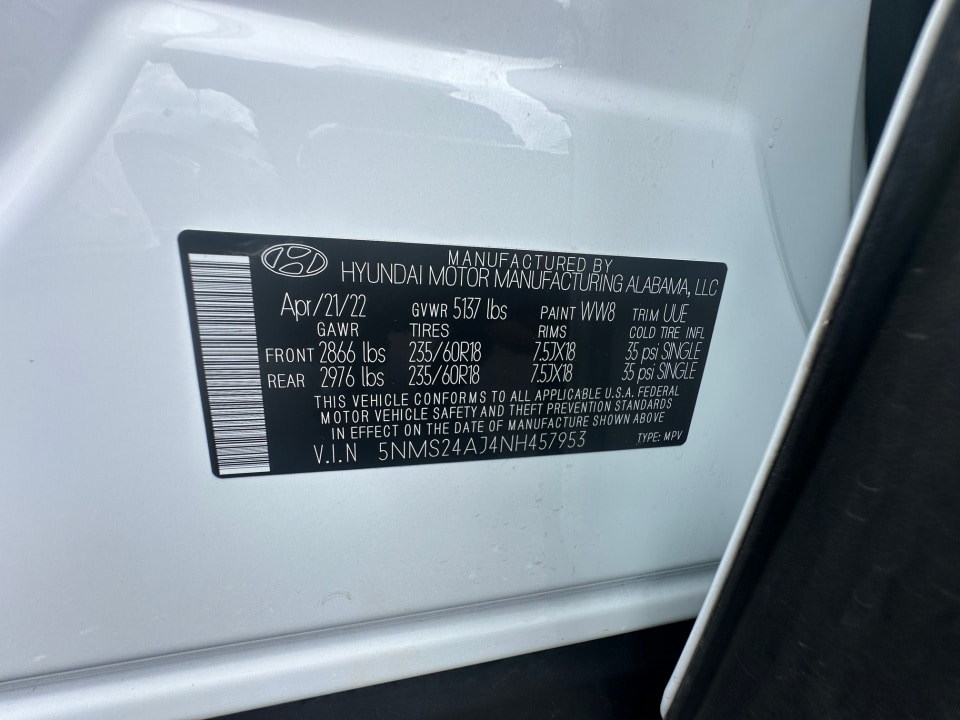 MANUFACTURED BY
HYUNDAI MOTOR MANUFACTURING ALABAMA, LLC
Apr/21/22 GVWR 5137 lbs PAINT WW8 TRIM UUE
GAWR TIRES RIMS COLD TIRE INFL
FRONT 2866 lbs 235/60R18 7.5JX18 35 psi SINGLE
REAR 2976 lbs 235/60R18 7.5JX18 35 psi SINGLE
THIS VEHICLE CONFORMS TO ALL APPLICABLE U.S.A. FEDERAL
MOTOR VEHICLE SAFETY AND THEFT PREVENTION STANDARDS
IN EFFECT ON THE DATE OF MANUFACTURE SHOWN ABOVE
V.I.N 5NMS24AJ4NH457953 TYPE: MPV